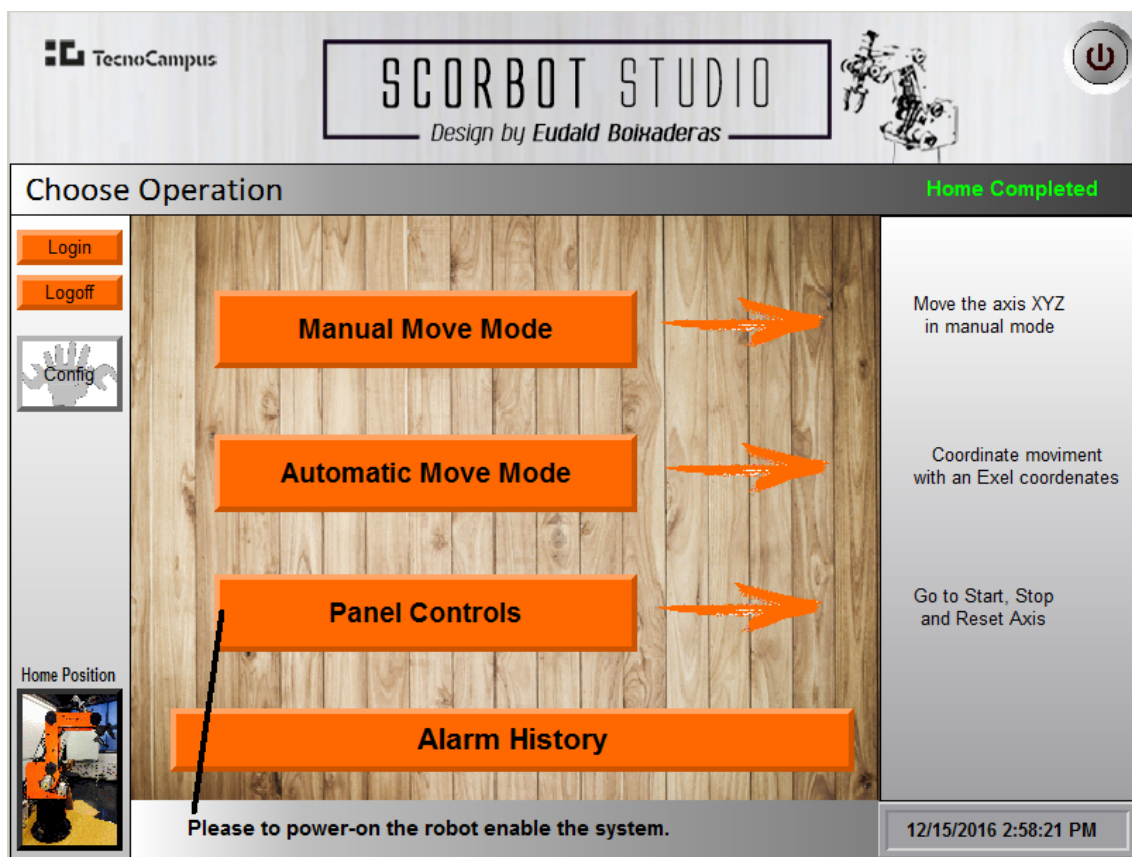 TecnoCampus
SCORBOT STUDIO
Design by Eudald Boixaderas
Choose Operation
Home Completed
Login
Logoff
Config
Manual Move Mode
Move the axis XYZ
in manual mode
Automatic Move Mode
Coordinate moviment
with an Exel coordenates
Panel Controls
Go to Start, Stop
and Reset Axis
Home Position
Alarm History
Please to power-on the robot enable the system.
12/15/2016 2:58:21 PM